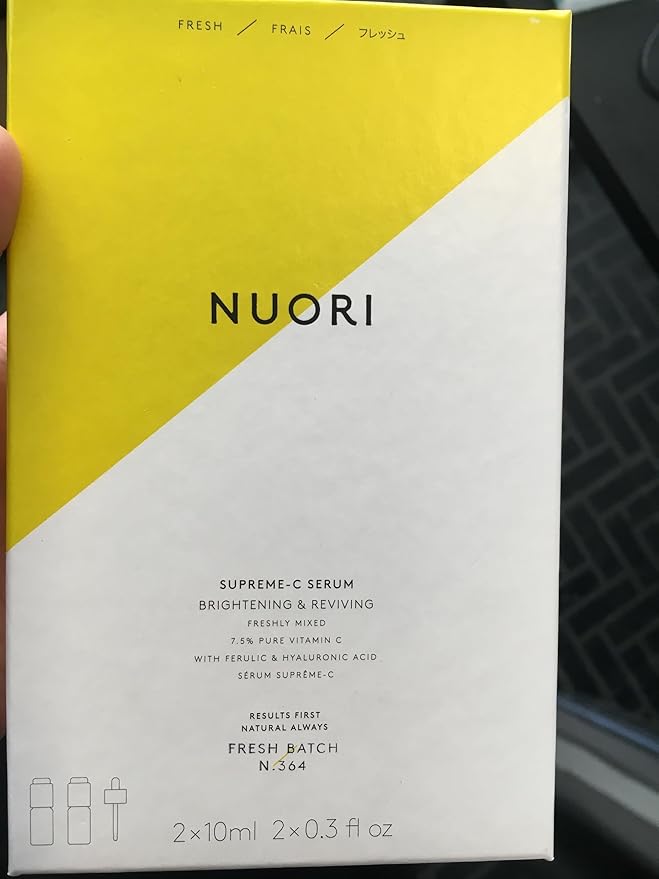 FRESH / FRAIS / フレッシュ
NUORI
SUPREME-C SERUM
BRIGHTENING & REVIVING
FRESHLY MIXED
7.5% PURE VITAMIN C
WITH FERULIC & HYALURONIC ACID
SÉRUM SUPRÊME-C
RESULTS FIRST
NATURAL ALWAYS
FRESH BATCH
N.364
2×10ml 2×0.3 fl oz